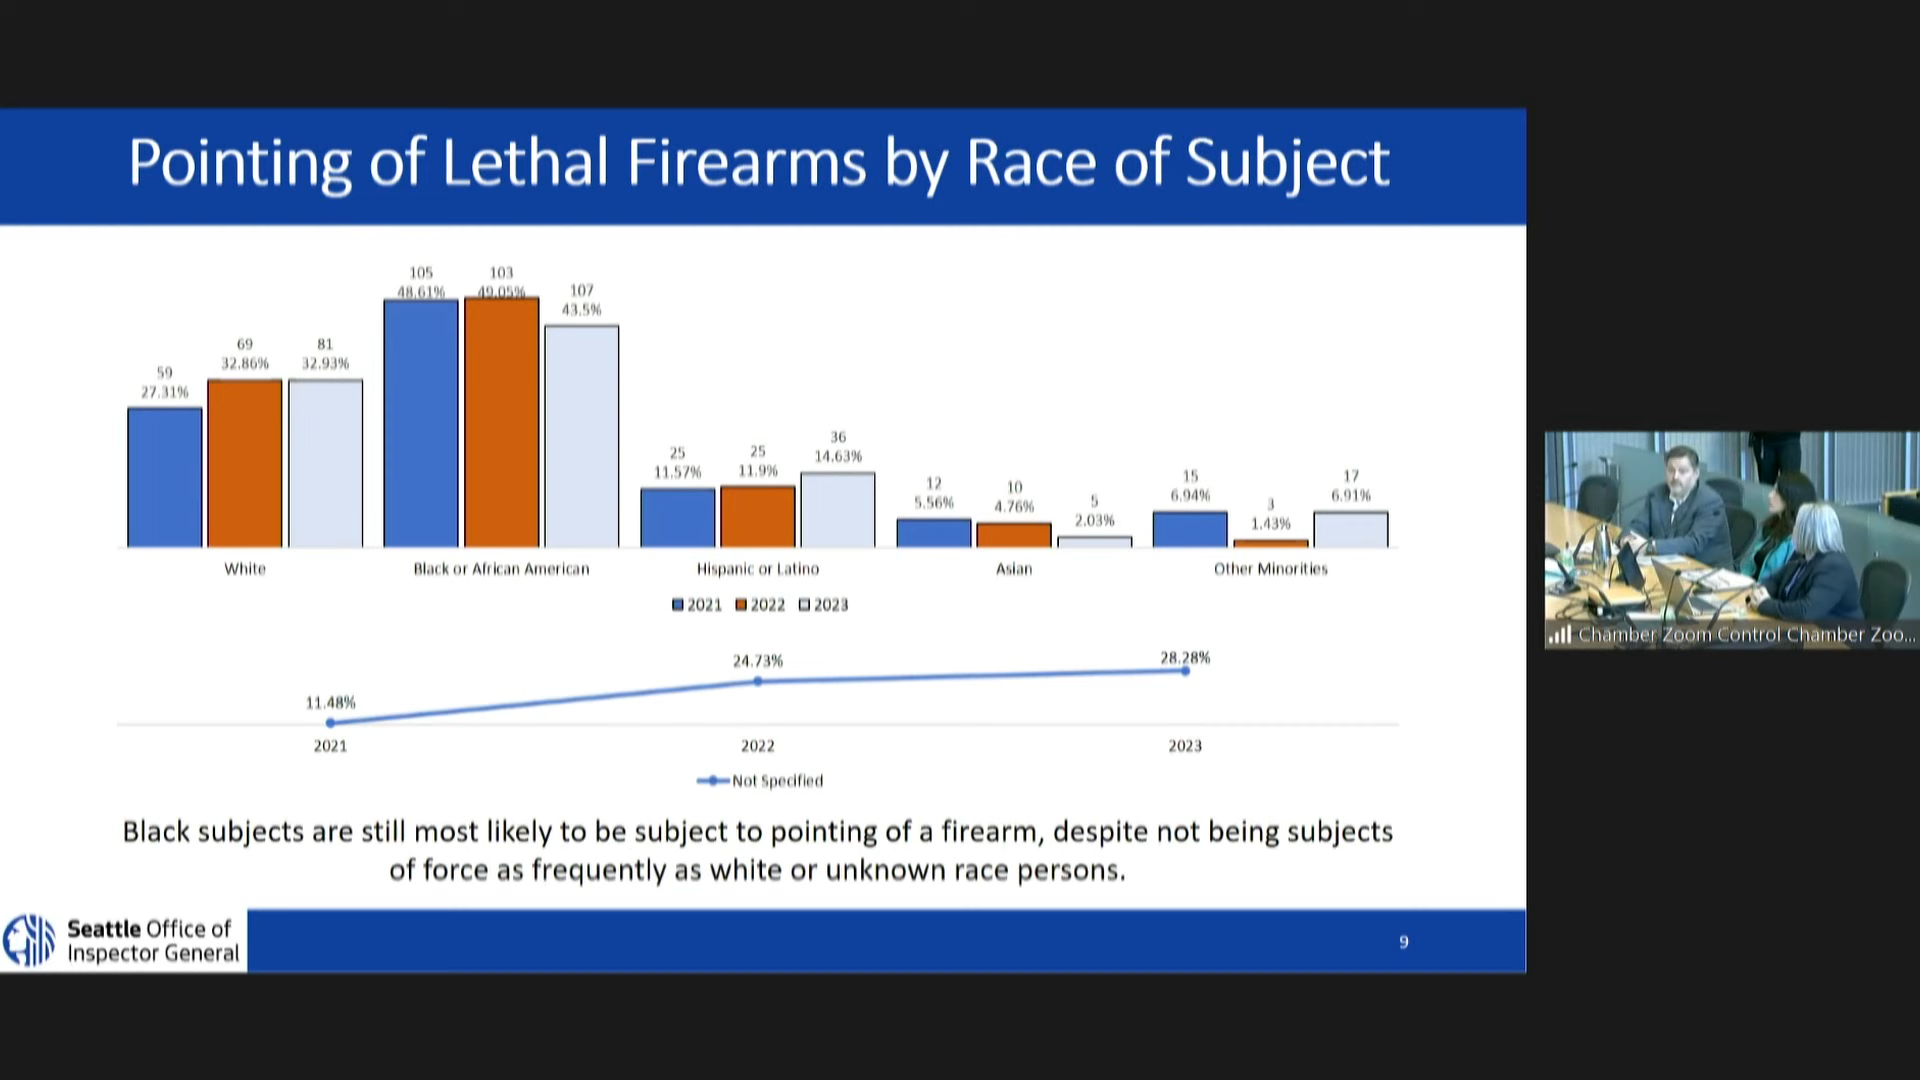 Pointing of Lethal Firearms by Race of Subject
59
27.31%
69
32.86%
81
32.93%
105
48.61%
103
49.05%
107
43.5%
25
11.57%
25
11.9%
36
14.63%
12
5.56%
10
4.76%
5
2.03%
15
6.94%
3
1.43%
17
6.91%
White
Black or African American
Hispanic or Latino
Asian
Other Minorities
2021 2022 2023
11.48%
24.73%
28.28%
2021
2022
2023
Not Specified
Black subjects are still most likely to be subject to pointing of a firearm, despite not being subjects
of force as frequently as white or unknown race persons.
Seattle Office of
Inspector General
9
Chamber Zoom Control Chamber Zoo...